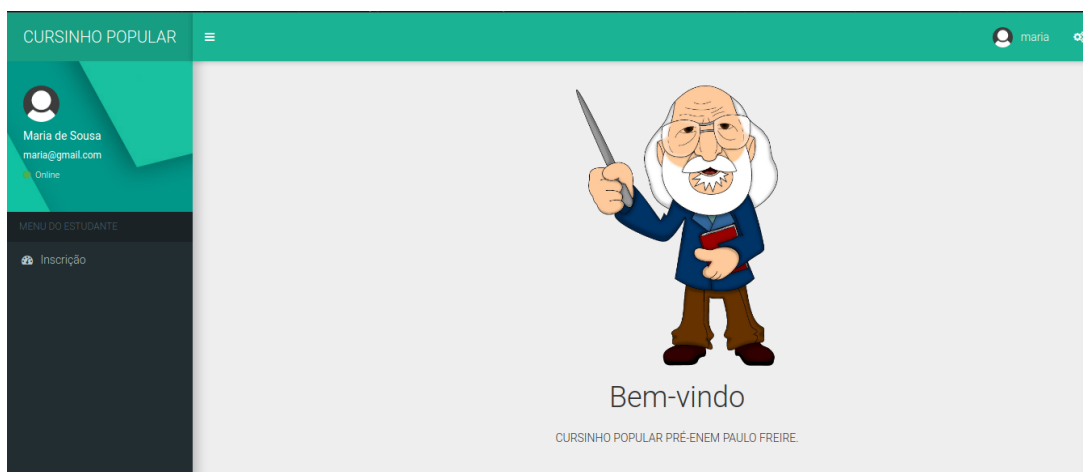 CURSINHO POPULAR
maria
Maria de Sousa
maria@gmail.com
Online
MENU DO ESTUDANTE
Inscrição
Bem-vindo
CURSINHO POPULAR PRÉ-ENEM PAULO FREIRE.